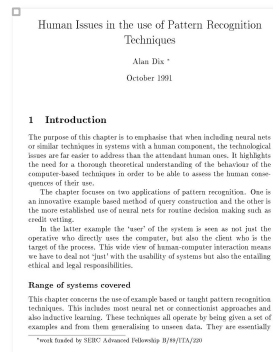 Human Issues in the use of Pattern Recognition
Techniques
Alan Dix *
October 1991
1 Introduction
The purpose of this chapter is to emphasise that when including neural nets
or similar techniques in systems with a human component, the technological
issues are far easier to address than the attendant human ones. It highlights
the need for a thorough theoretical understanding of the behaviour of the
computer-based techniques in order to be able to assess the human conse-
quences of their use.
The chapter focuses on two applications of pattern recognition. One is
an innovative example based method of query construction and the other is
the more established use of neural nets for routine decision making such as
credit vetting.
In the latter example the 'user' of the system is seen as not just the
operative who directly uses the computer, but also the client who is the
target of the process. This wide view of human-computer interaction means
we have to deal not 'just' with the usability of systems but also the entailing
ethical and legal responsibilities.
Range of systems covered
This chapter concerns the use of example based or taught pattern recognition
techniques. This includes most neural net or connectionist approaches and
also inductive learning. These techniques all operate by being given a set of
examples and from them generalising to unseen data. They are essentially
*work funded by SERC Advanced Fellowship B/89/ITA/220